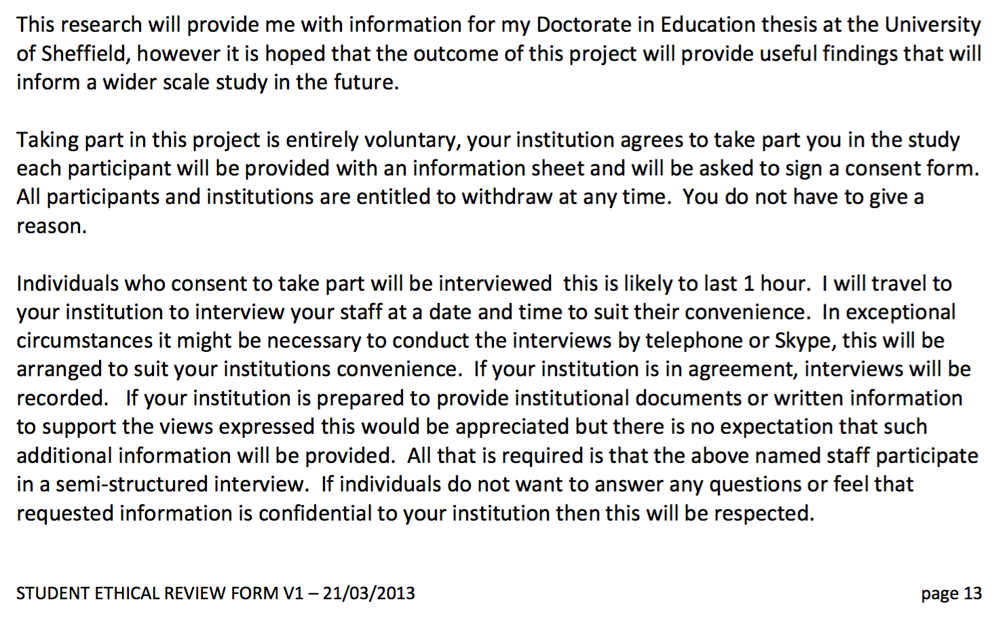 This research will provide me with information for my Doctorate in Education thesis at the University
of Sheffield, however it is hoped that the outcome of this project will provide useful findings that will
inform a wider scale study in the future.
Taking part in this project is entirely voluntary, your institution agrees to take part you in the study
each participant will be provided with an information sheet and will be asked to sign a consent form.
All participants and institutions are entitled to withdraw at any time.  You do not have to give a
reason.
Individuals who consent to take part will be interviewed  this is likely to last 1 hour.  I will travel to
your institution to interview your staff at a date and time to suit their convenience.  In exceptional
circumstances it might be necessary to conduct the interviews by telephone or Skype, this will be
arranged to suit your institutions convenience.  If your institution is in agreement, interviews will be
recorded.   If your institution is prepared to provide institutional documents or written information
to support the views expressed this would be appreciated but there is no expectation that such
additional information will be provided.  All that is required is that the above named staff participate
in a semi-structured interview.  If individuals do not want to answer any questions or feel that
requested information is confidential to your institution then this will be respected.
STUDENT ETHICAL REVIEW FORM V1 – 21/03/2013 page 13